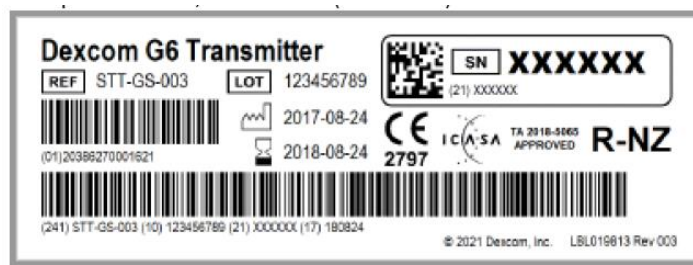 Dexcom G6 Transmitter
REF STT-GS-003 LOT 123456789
SN XXXXXX
(21) XXXXXX
2017-08-24
2018-08-24
(01)20386270001621
CE
2797
ICASA TA 2018-5065
APPROVED
R-NZ
(241) STT-GS-003 (10) 123456789 (21) XXXXXX (17) 180824
© 2021 Dexcom, Inc. LBL019813 Rev 003